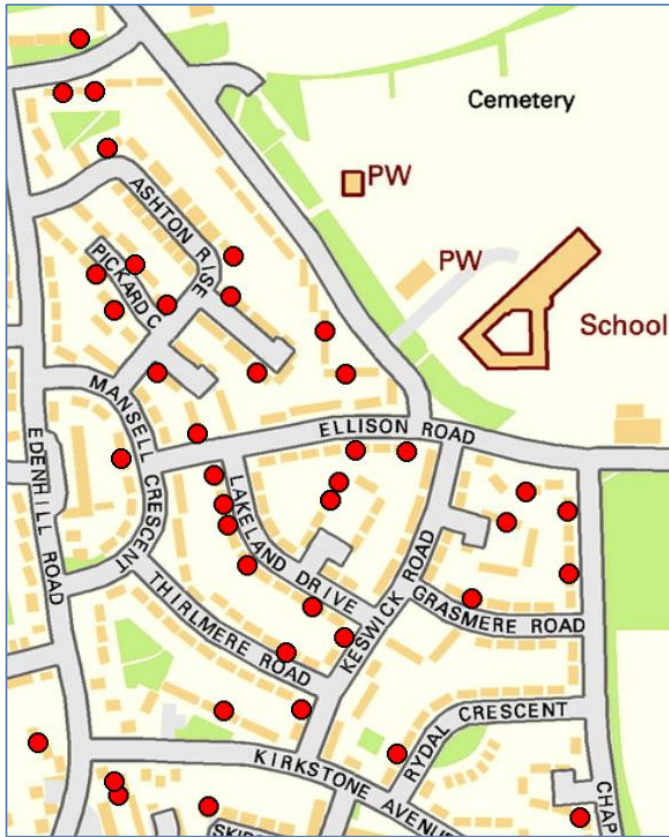 Cemetery
PW
ASHTON RISE
PW
PICKARD C
School
MANSELL CRESCENT
ELLISON ROAD
EDENHILL ROAD
LAKELAND DRIVE
KESWICK ROAD
THIRLMERE ROAD
GRASMERE ROAD
RYDAL CRESCENT
KIRKSTONE AVENU
CHAP